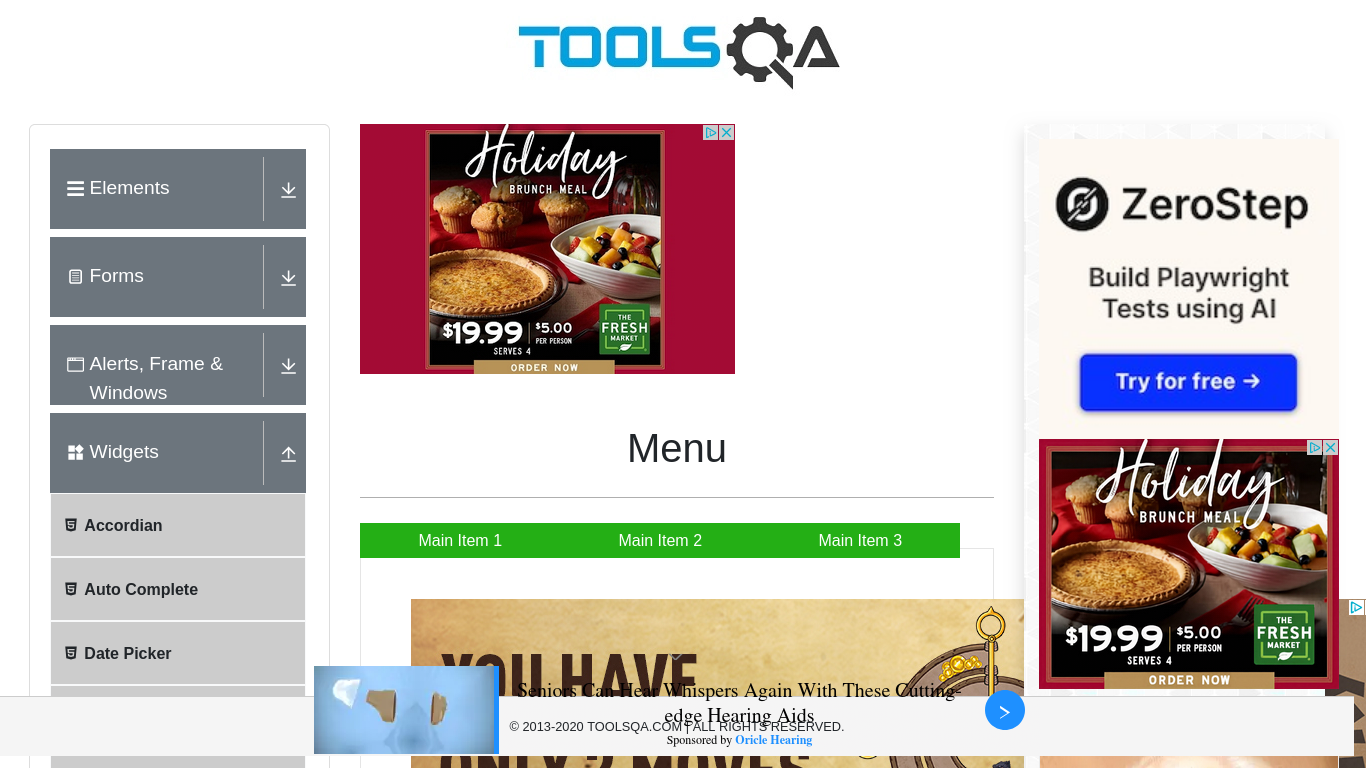 TOOLSQA
Elements
Forms
Alerts, Frame &
Windows
Widgets
Accordian
Auto Complete
Date Picker
Holiday
BRUNCH MEAL
$19.99
SERVES 4
$5.00
PER PERSON
THE
FRESH
MARKET
ORDER NOW
Menu
Main Item 1
Main Item 2
Main Item 3
ZeroStep
Build Playwright
Tests using AI
Try for free →
Holiday
BRUNCH MEAL
$19.99
SERVES 4
$5.00
PER PERSON
THE
FRESH
MARKET
ORDER NOW
YOU HAVE
ONLY 2 MOVES
Seniors Can Hear Whispers Again With These Cutting-
edge Hearing Aids
© 2013-2020 TOOLSQA.COM | ALL RIGHTS RESERVED.
Sponsored by Oricle Hearing